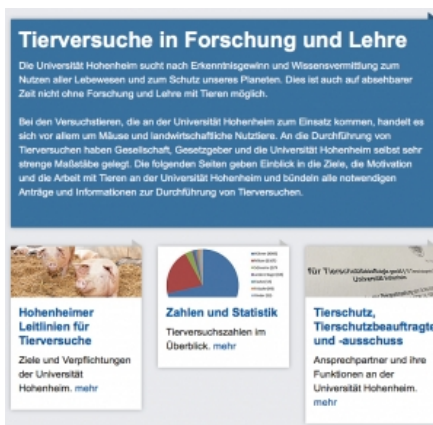 Tierversuche in Forschung und Lehre
Die Universität Hohenheim sucht nach Erkenntnisgewinn und Wissensvermittlung zum
Nutzen aller Lebewesen und zum Schutz unseres Planeten. Dies ist auch auf absehbarer
Zeit nicht ohne Forschung und Lehre mit Tieren möglich.
Bei den Versuchstieren, die an der Universität Hohenheim zum Einsatz kommen, handelt es
sich vor allem um Mäuse und landwirtschaftliche Nutztiere. An die Durchführung von
Tierversuchen haben Gesellschaft, Gesetzgeber und die Universität Hohenheim selbst sehr
strenge Maßstäbe gelegt. Die folgenden Seiten geben Einblick in die Ziele, die Motivation
und die Arbeit mit Tieren an der Universität Hohenheim und bündeln alle notwendigen
Anträge und Informationen zur Durchführung von Tierversuchen.
Hohenheimer
Leitlinien für
Tierversuche
Ziele und Verpflichtungen
der Universität
Hohenheim. mehr
Zahlen und Statistik
Tierversuchszahlen im
Überblick. mehr
für
Tierschutz,
Tierschutzbeauftragte
und -ausschuss
Ansprechpartner und ihre
Funktionen an der
Universität Hohenheim.
mehr